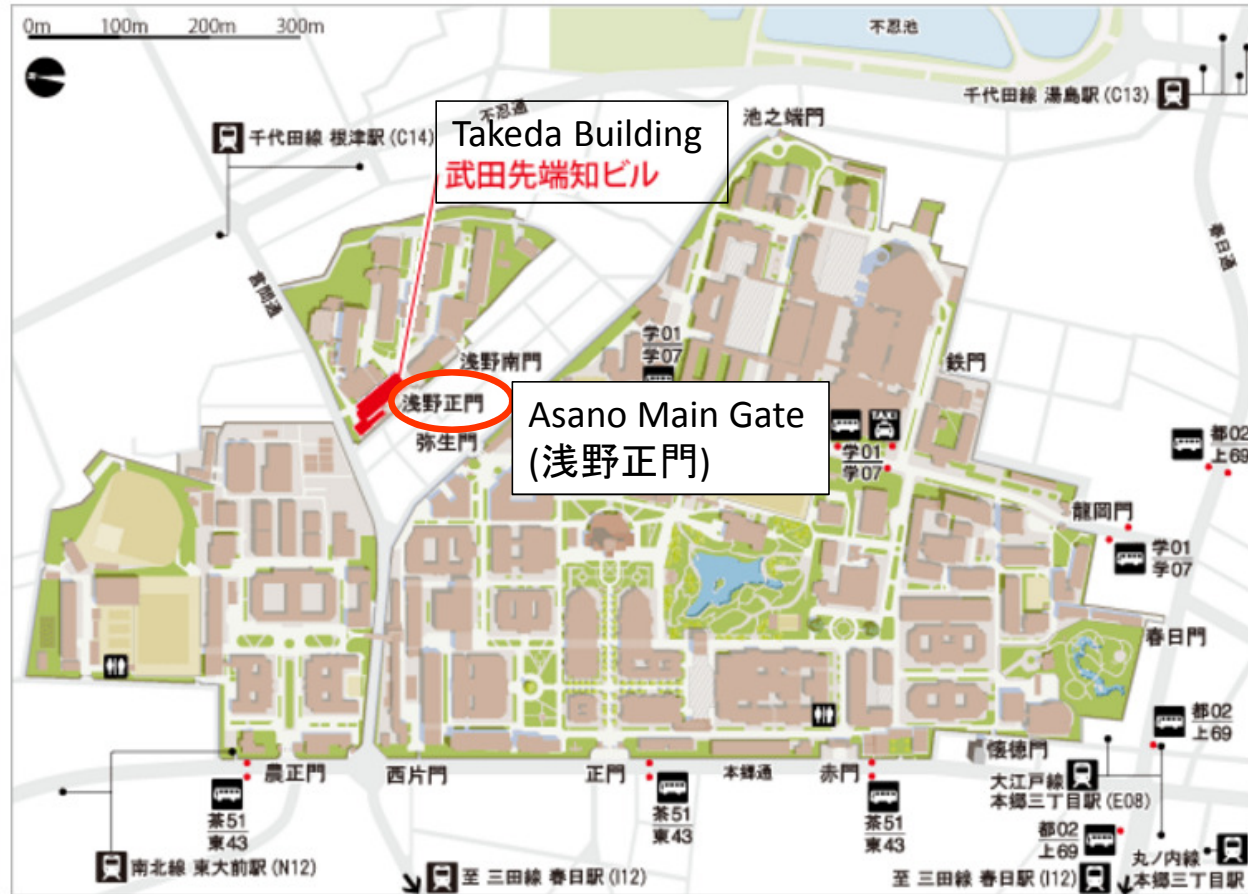 0m 100m 200m 300m
不忍池
千代田線 湯島駅 (C13)
不忍通
千代田線 根津駅 (C14)
Takeda Building
武田先端知ビル
池之端門
春日通
言問通
学01
学07
浅野南門
鉄門
浅野正門
Asano Main Gate
(浅野正門)
弥生門
TAXI
学01
学07
都02
上69
龍岡門
学01
学07
春日門
都02
上69
農正門
西片門
正門
本郷通
赤門
懐徳門
大江戸線
本郷三丁目駅 (E08)
茶51
東43
茶51
東43
茶51
東43
都02
上69
丸ノ内線
本郷三丁目駅
南北線 東大前駅 (N12)
至 三田線 春日駅 (I12)
至 三田線 春日駅 (I12)